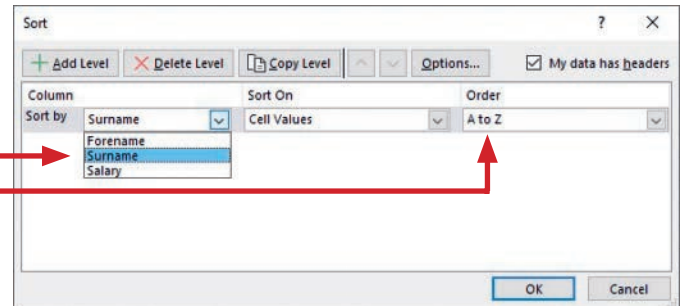 Sort ? ×
Add Level Delete Level Copy Level Options... My data has headers
Column Sort On Order
Sort by Surname Cell Values A to Z
Forename
Surname
Salary
OK Cancel